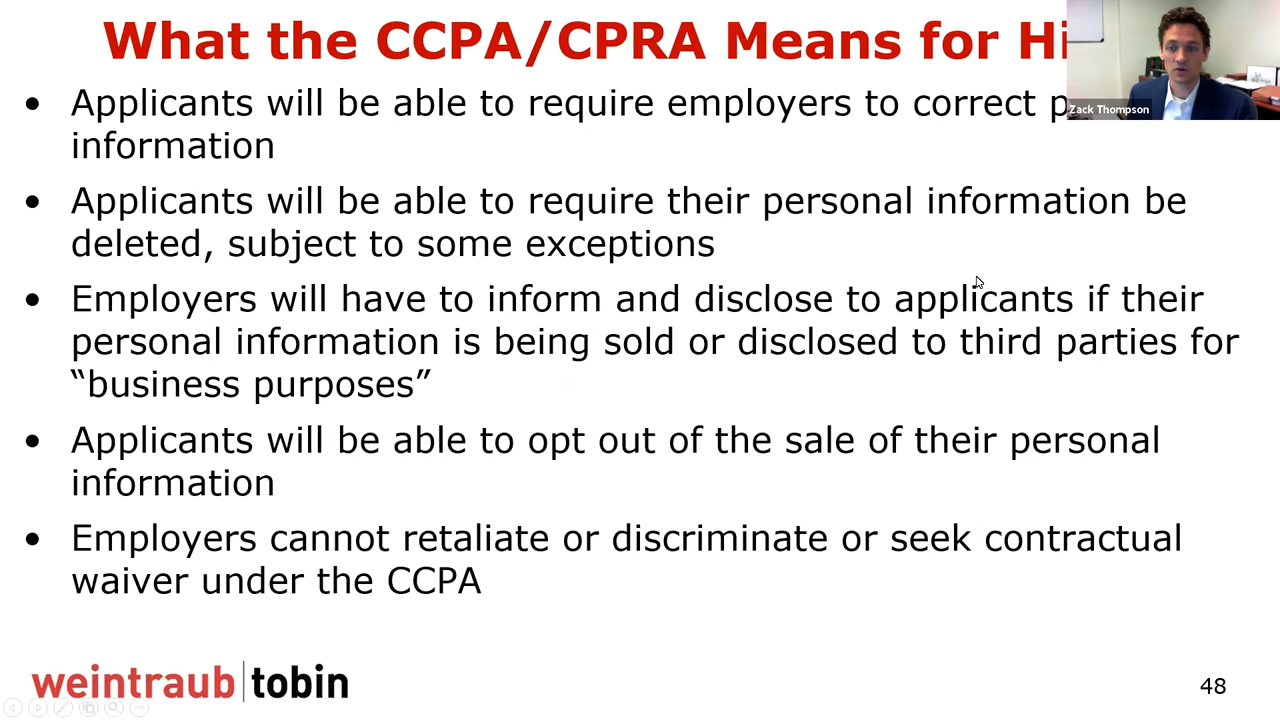 What the CCPA/CPRA Means for
Zack Thompson
• Applicants will be able to require employers to correct
information
• Applicants will be able to require their personal information be
deleted, subject to some exceptions
• Employers will have to inform and disclose to applicants if their
personal information is being sold or disclosed to third parties for
“business purposes”
• Applicants will be able to opt out of the sale of their personal
information
• Employers cannot retaliate or discriminate or seek contractual
waiver under the CCPA
weintraub tobin
48